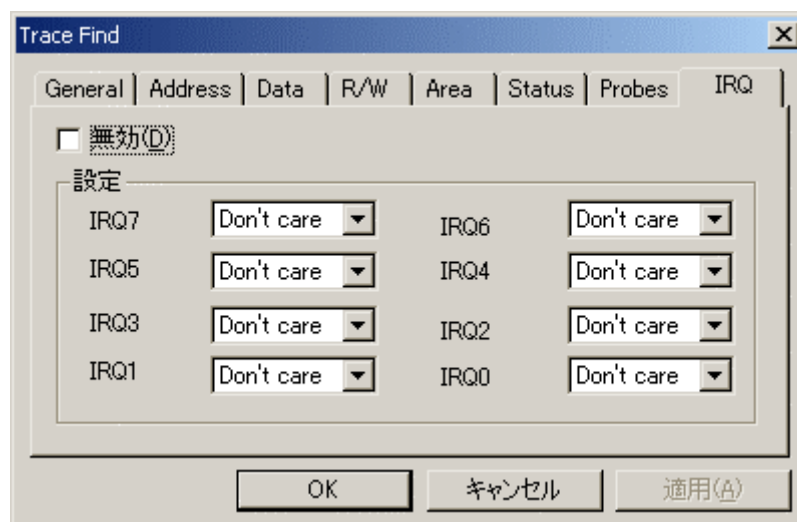 Trace Find
General Address Data R/W Area Status Probes IRQ
無効(D)
設定
IRQ7 Don't care IRQ6 Don't care
IRQ5 Don't care IRQ4 Don't care
IRQ3 Don't care IRQ2 Don't care
IRQ1 Don't care IRQ0 Don't care
OK キャンセル 適用(A)